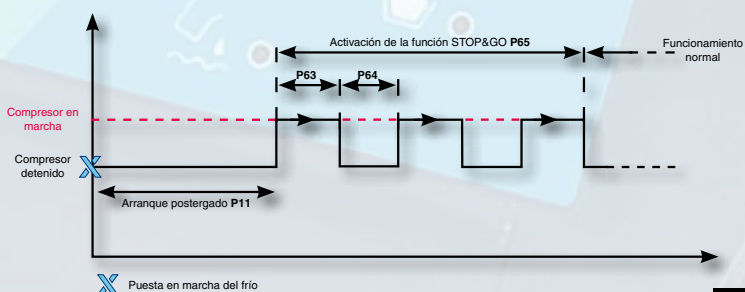 Activación de la función STOP&GO P65
Funcionamiento
normal
P63
P64
Compresor en
marcha
Compresor
detenido
Arranque postergado P11
Puesta en marcha del frío